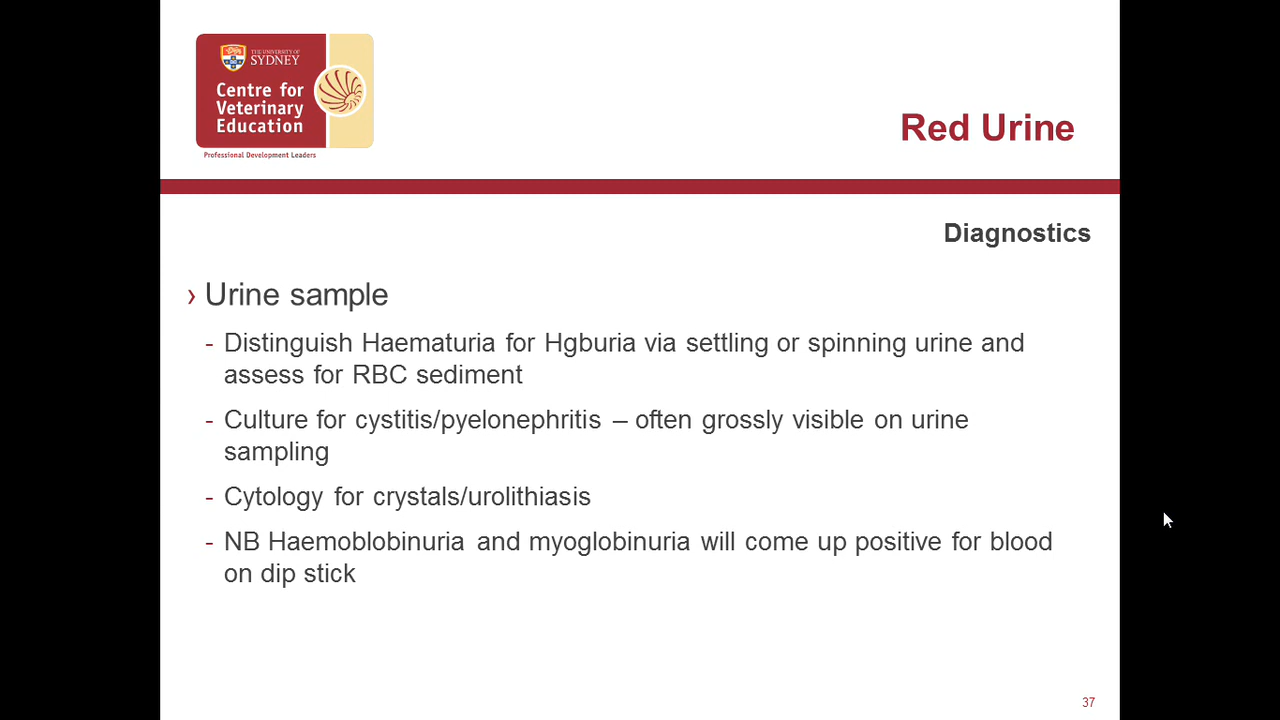 THE UNIVERSITY OF
SYDNEY
Centre for
Veterinary
Education
Professional Development Leaders
Red Urine
Diagnostics
› Urine sample
- Distinguish Haematuria for Hgburia via settling or spinning urine and
assess for RBC sediment
- Culture for cystitis/pyelonephritis – often grossly visible on urine
sampling
- Cytology for crystals/urolithiasis
- NB Haemoblobinuria and myoglobinuria will come up positive for blood
on dip stick
37